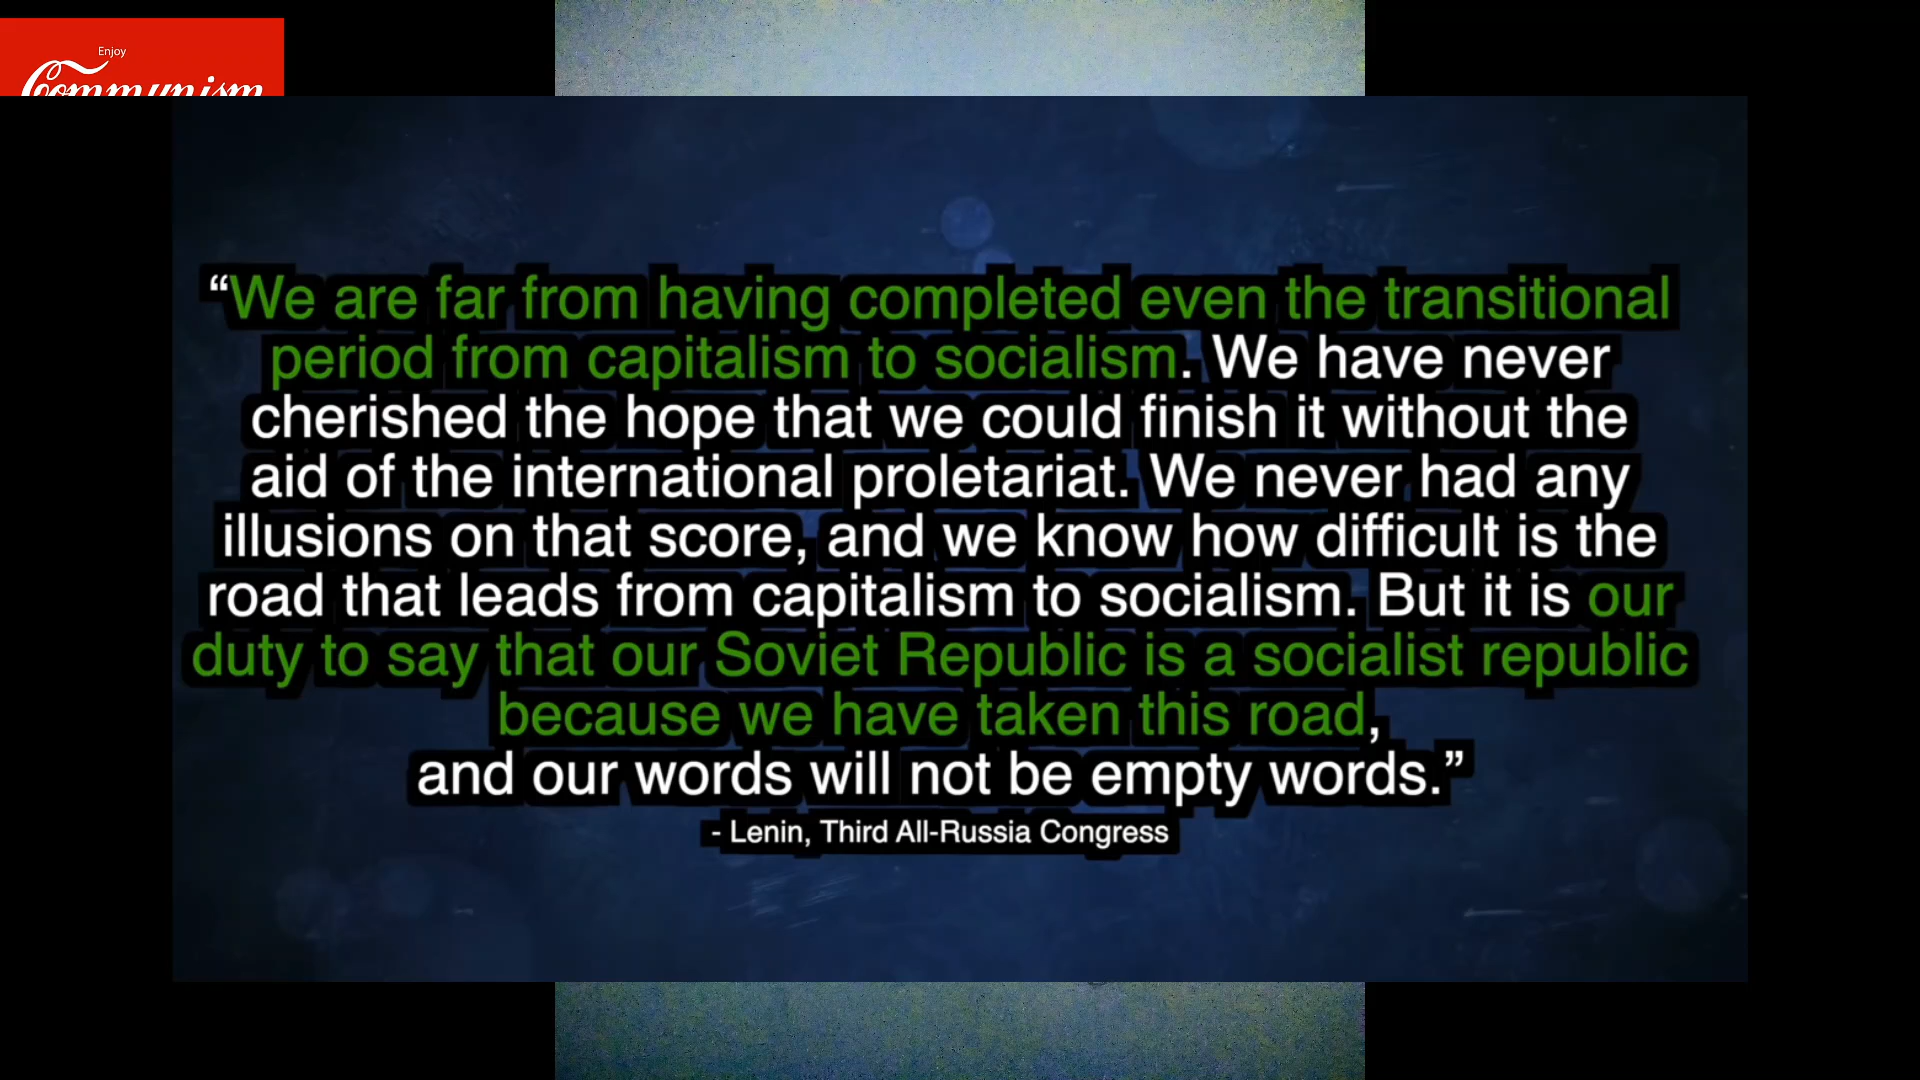 Enjoy
Communism
“We are far from having completed even the transitional
period from capitalism to socialism. We have never
cherished the hope that we could finish it without the
aid of the international proletariat. We never had any
illusions on that score, and we know how difficult is the
road that leads from capitalism to socialism. But it is our
duty to say that our Soviet Republic is a socialist republic
because we have taken this road,
and our words will not be empty words.”
- Lenin, Third All-Russia Congress